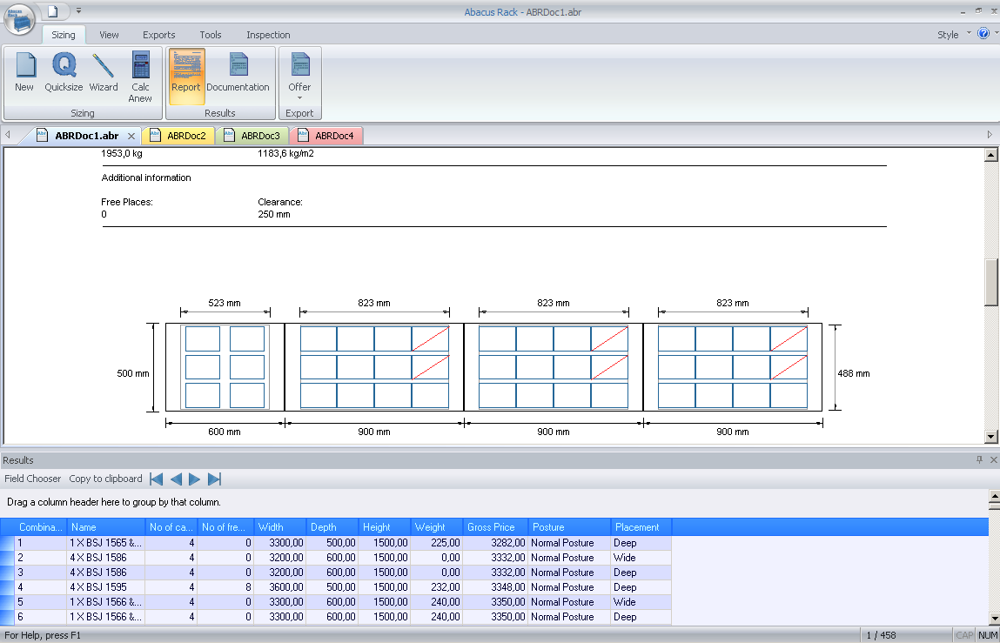 Abacus Rack - ABRDoc1.abr
Sizing View Exports Tools Inspection Style
New Quicksize Wizard Calc Anew Report Documentation Offer
Sizing Results Export
ABRDoc1.abr ABRDoc2 ABRDoc3 ABRDoc4
1953,0 kg 1183,6 kg/m2
Additional information
Free Places: Clearance:
0 250 mm
523 mm 823 mm 823 mm 823 mm
500 mm 488 mm
600 mm 900 mm 900 mm 900 mm
Results
Field Chooser Copy to clipboard
Drag a column header here to group by that column.
Combina... Name No of ca... No of fre... Width Depth Height Weight Gross Price Posture Placement
1 1 X BSJ 1565 &... 4 0 3300,00 500,00 1500,00 225,00 3282,00 Normal Posture Deep
2 4 X BSJ 1586 4 0 3200,00 600,00 1500,00 0,00 3332,00 Normal Posture Wide
3 4 X BSJ 1586 4 0 3200,00 600,00 1500,00 0,00 3332,00 Normal Posture Deep
4 4 X BSJ 1595 4 8 3600,00 500,00 1500,00 232,00 3348,00 Normal Posture Deep
5 1 X BSJ 1566 &... 4 0 3300,00 600,00 1500,00 240,00 3350,00 Normal Posture Wide
6 1 X BSJ 1566 &... 4 0 3300,00 600,00 1500,00 240,00 3350,00 Normal Posture Deep
For Help, press F1 1 / 458 CAP NUM